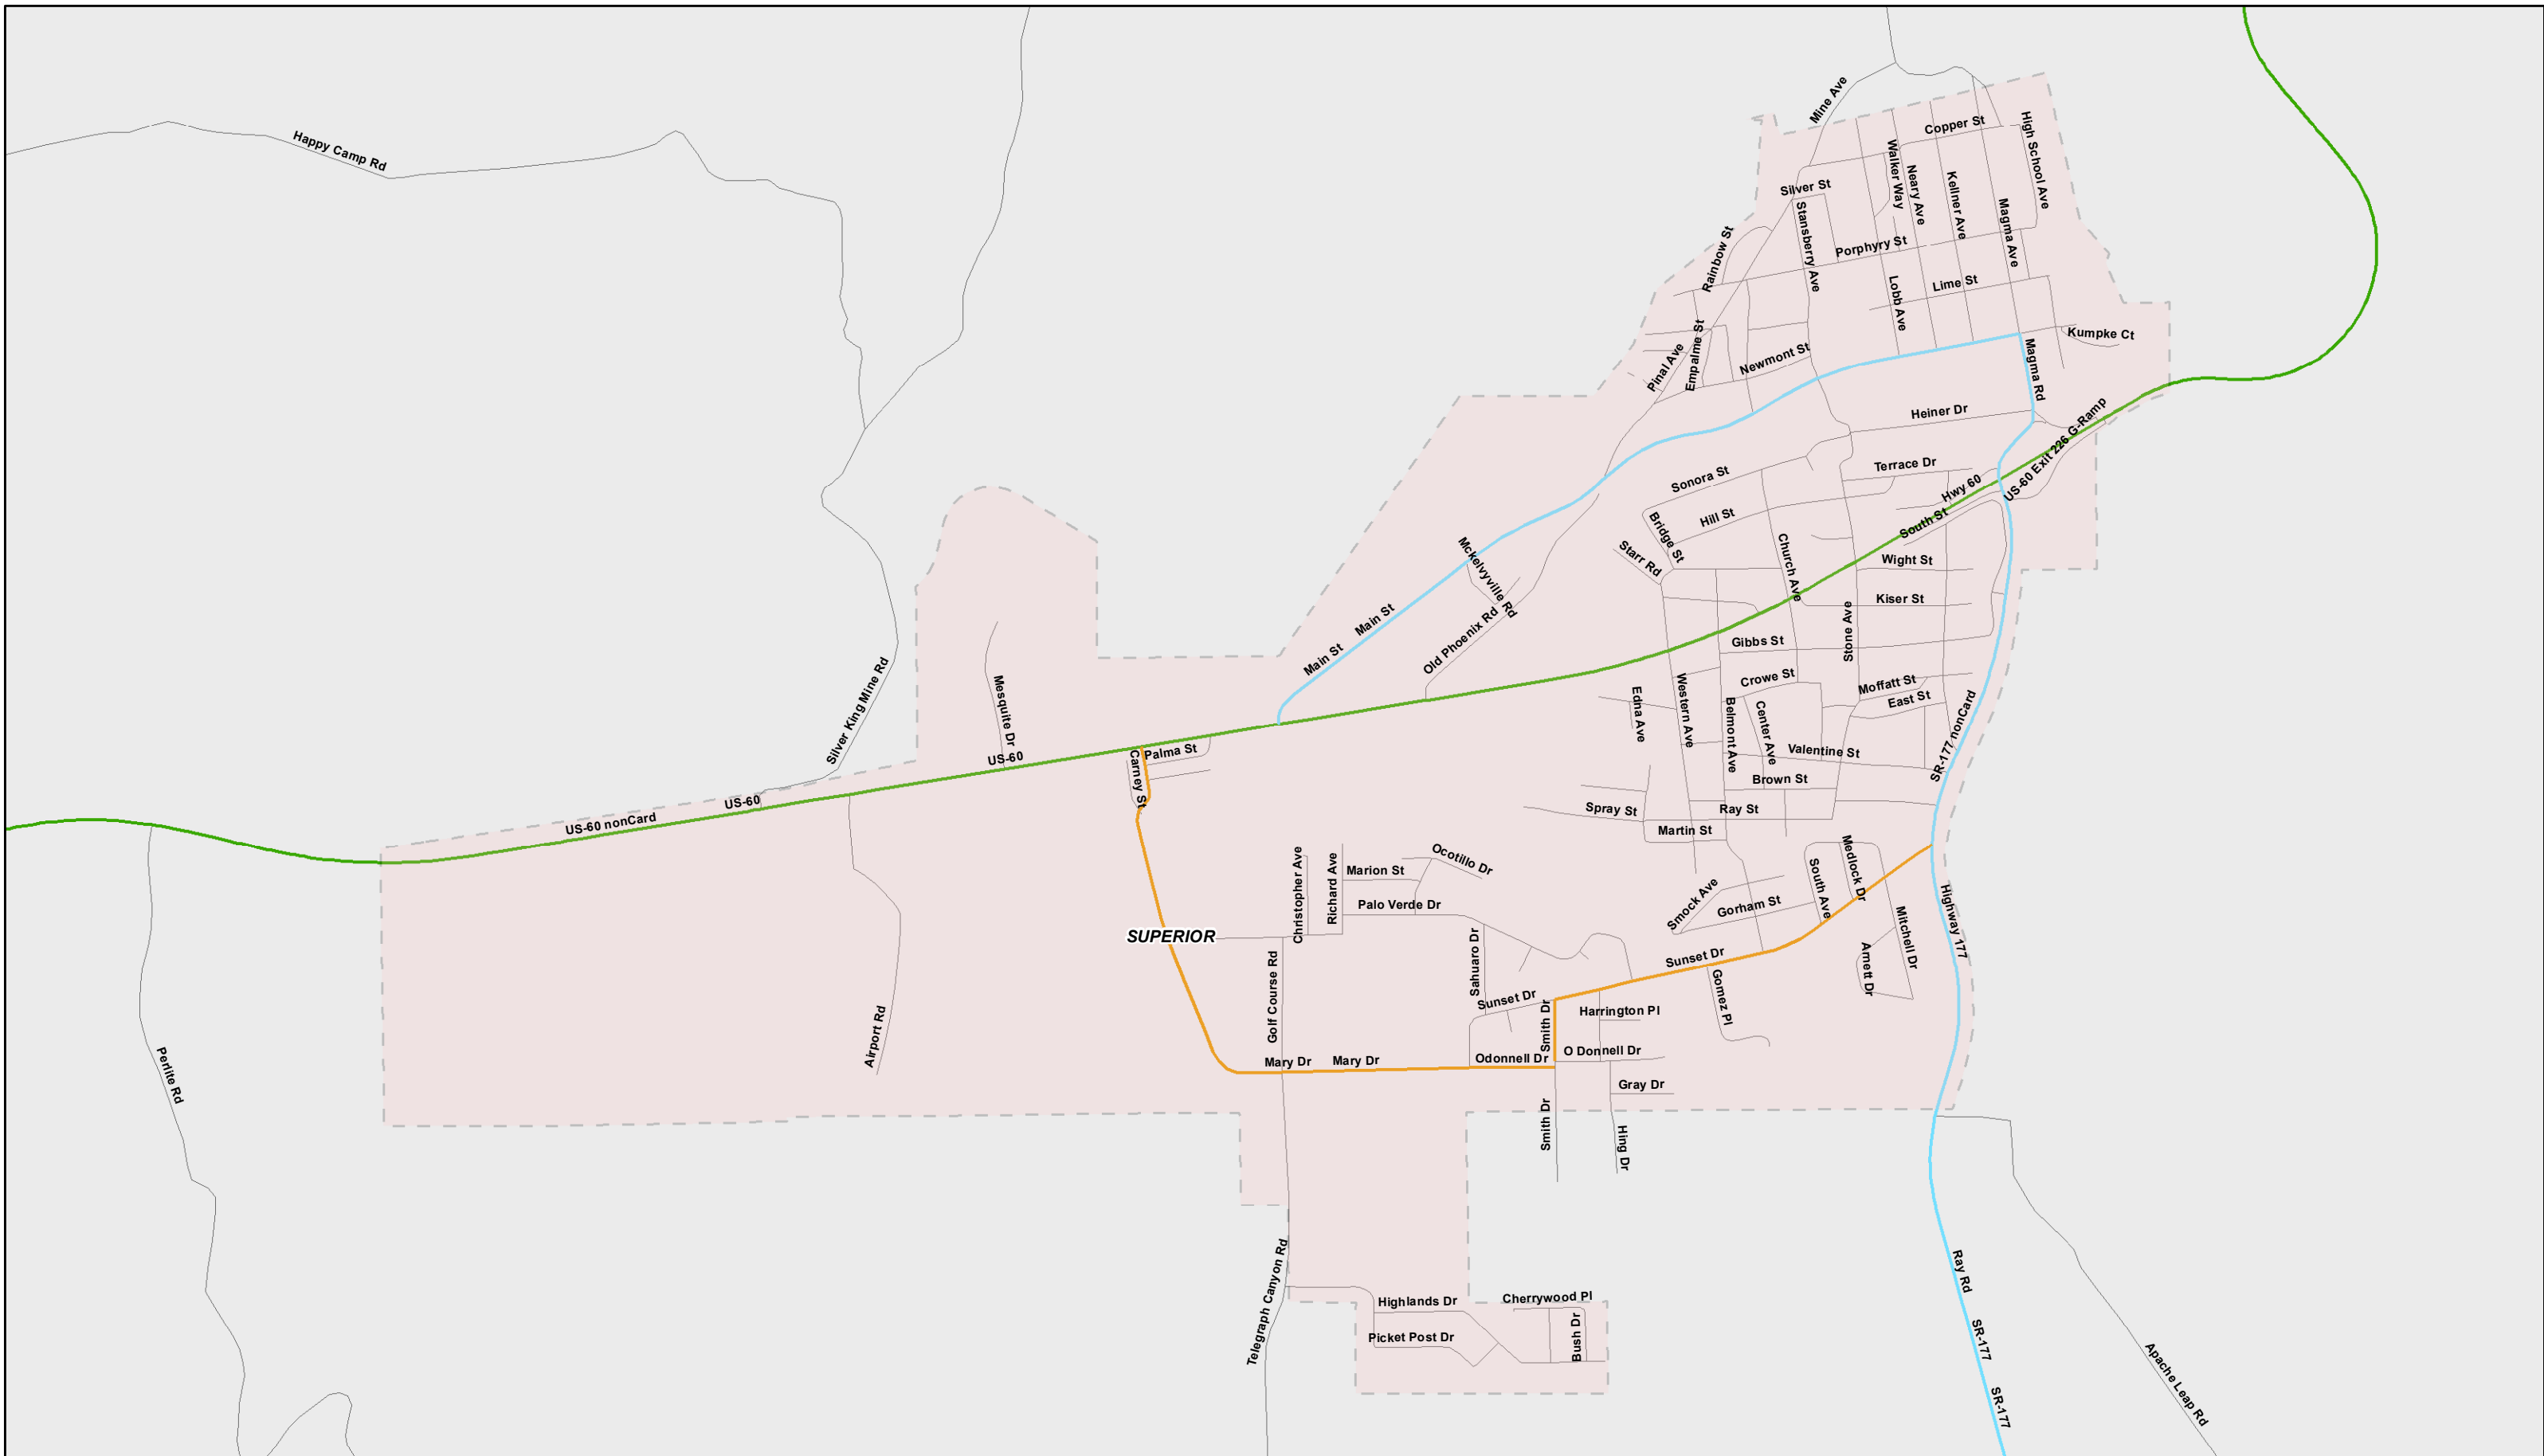 Mine Ave
Copper St
High School Ave
Happy Camp Rd
Walker Way
Neary Ave
Kellner Ave
Silver St
Stansberry Ave
Magma Ave
Rainbow St
Porphyry St
Lobb Ave
Lime St
Kumpke Ct
Pinal Ave
Empalme St
Newmont St
Magma Rd
Heiner Dr
US-60 Exit 226 G-Ramp
Sonora St
Terrace Dr
Hwy 60
Bridge St
Hill St
South St
Starr Rd
Church Ave
Wight St
Mckelvyville Rd
Kiser St
Main St
Main St
Old Phoenix Rd
Stone Ave
Gibbs St
Silver King Mine Rd
Mesquite Dr
Crowe St
Moffatt St
East St
Edna Ave
Western Ave
Belmont Ave
Center Ave
SR-177 nonCard
Valentine St
Palma St
Carney St
US-60
US-60
US-60 nonCard
Brown St
Spray St
Ray St
Martin St
Christopher Ave
Richard Ave
Marion St
Ocotillo Dr
Palo Verde Dr
Medlock Dr
South Ave
Smock Ave
Gorham St
Mitchell Dr
Highway 177
SUPERIOR
Sahuaro Dr
Sunset Dr
Arnett Dr
Golf Course Rd
Sunset Dr
Smith Dr
Harrington Pl
Gomez Pl
Airport Rd
Mary Dr
Mary Dr
Odonnell Dr
O Donnell Dr
Gray Dr
Perlite Rd
Smith Dr
Hing Dr
Telegraph Canyon Rd
Ray Rd
Highlands Dr
Cherrywood Pl
Picket Post Dr
Bush Dr
SR-177
SR-177
Apache Leap Rd